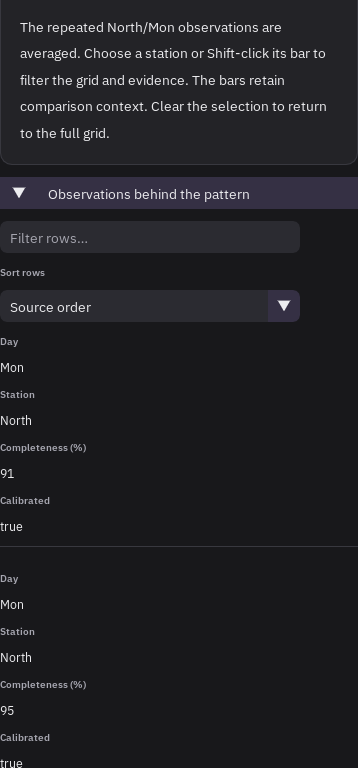 The repeated North/Mon observations are
averaged. Choose a station or Shift-click its bar to
filter the grid and evidence. The bars retain
comparison context. Clear the selection to return
to the full grid.
Observations behind the pattern
Filter rows...
Sort rows
Source order
Day
Mon
Station
North
Completeness (%)
91
Calibrated
true
Day
Mon
Station
North
Completeness (%)
95
Calibrated
true